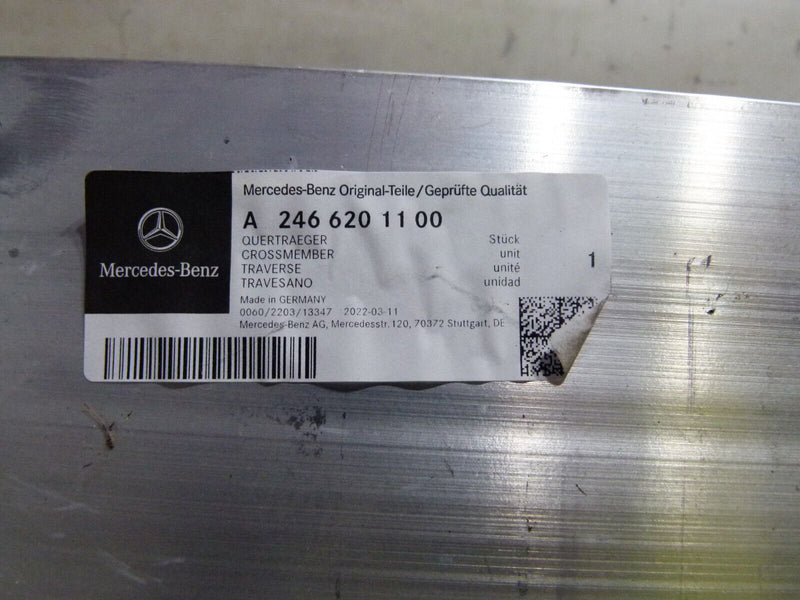 Mercedes-Benz Original-Teile/Geprüfte Qualität
A 246 620 11 00
QUERTRAEGER Stück
CROSSMEMBER unit
TRAVERSE unité
TRAVESANO unidad
1
Mercedes-Benz
Made in GERMANY
0060/2203/13347 2022-03-11
Mercedes-Benz AG, Mercedesstr.120, 70372 Stuttgart, DE